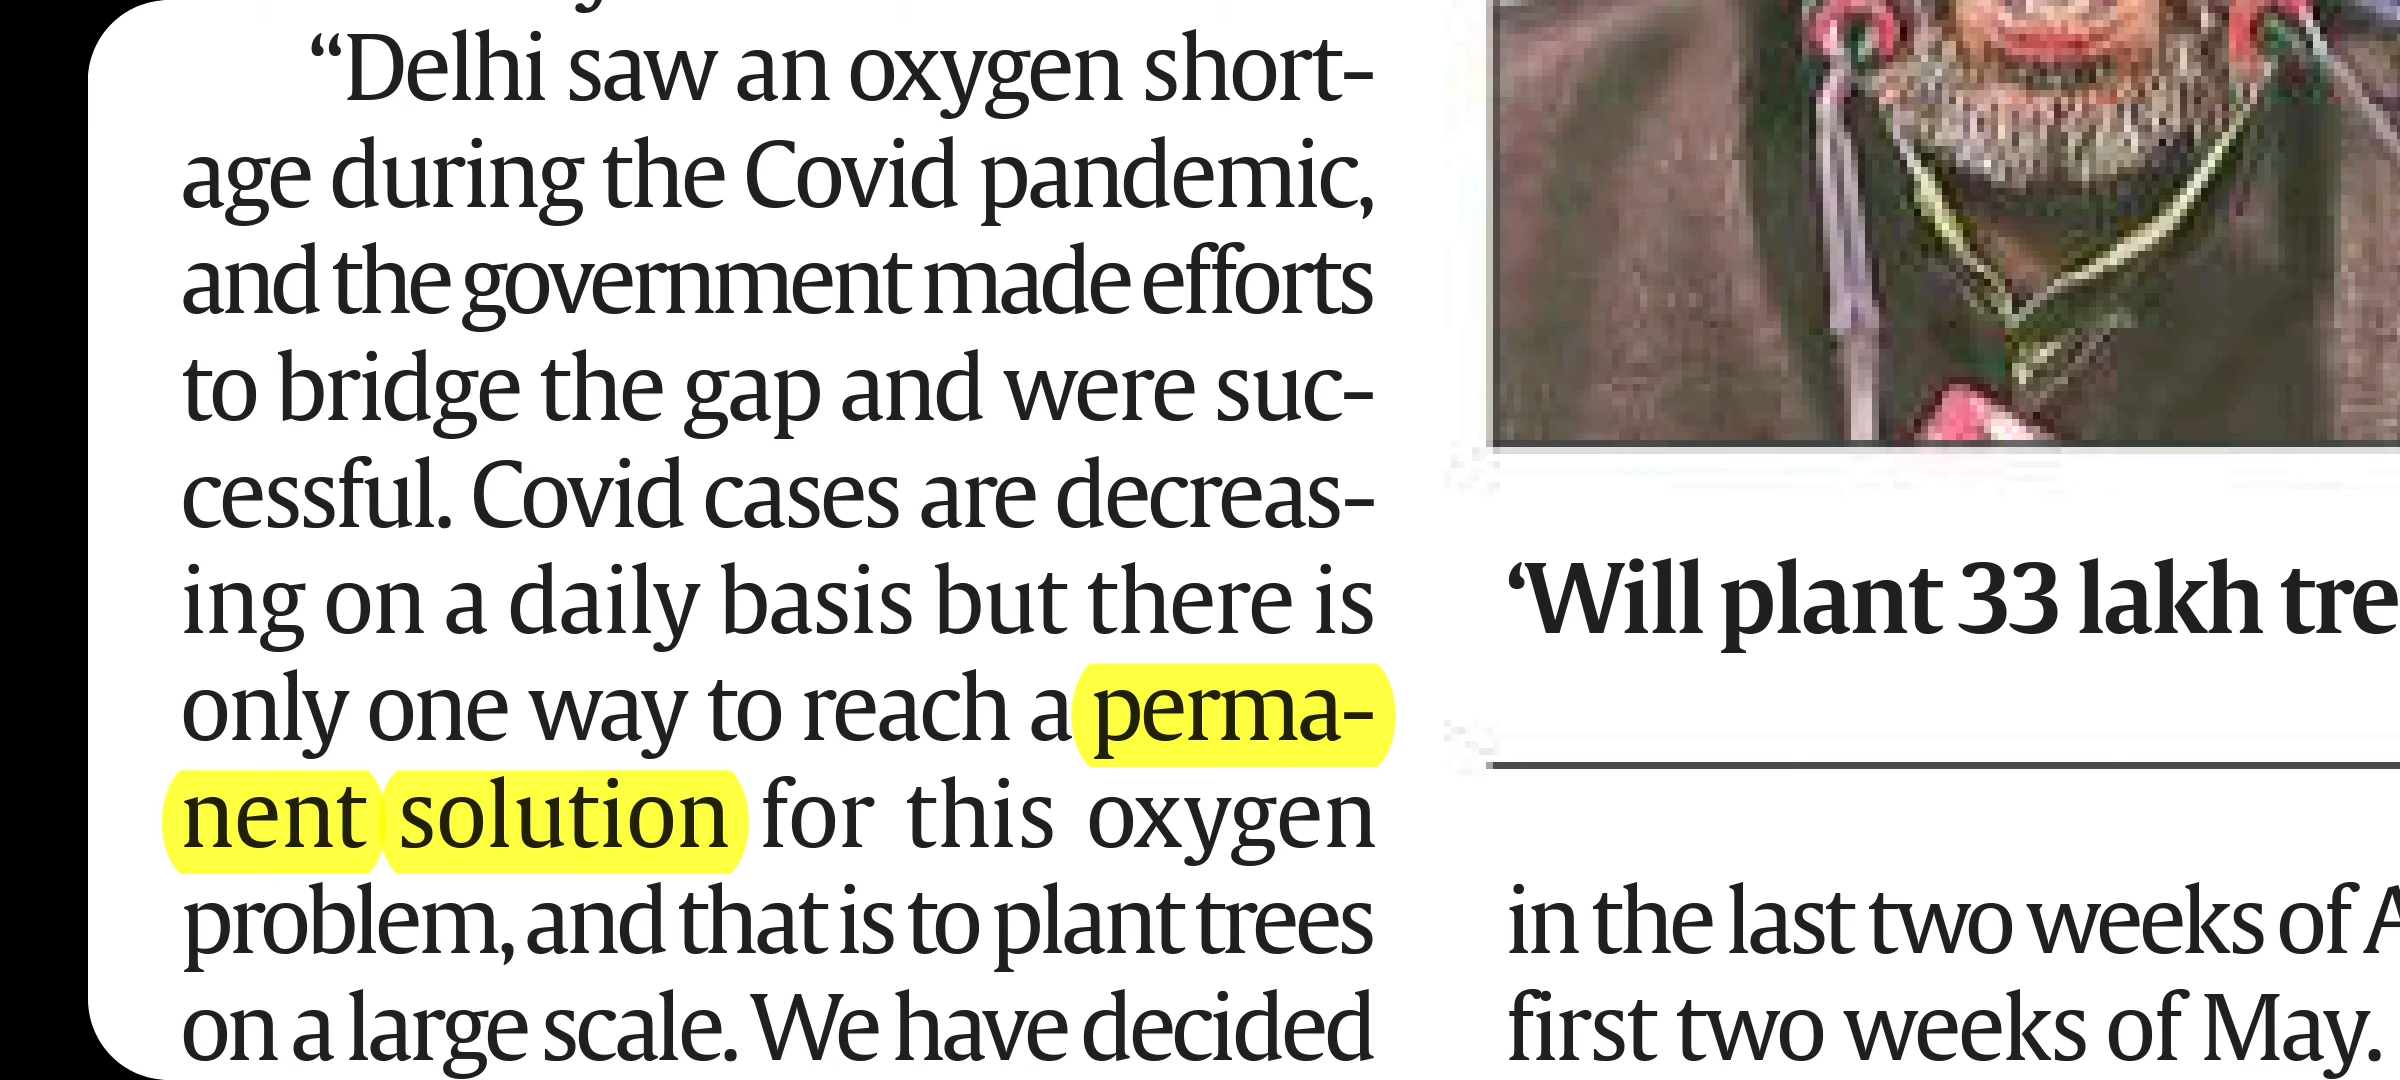 “Delhi saw an oxygen short-
age during the Covid pandemic,
and the government made efforts
to bridge the gap and were suc-
cessful. Covid cases are decreas-
ing on a daily basis but there is
only one way to reach a perma-
nent solution for this oxygen
problem, and that is to plant trees
on a large scale. We have decided
‘Will plant 33 lakh tre
in the last two weeks of A
first two weeks of May.